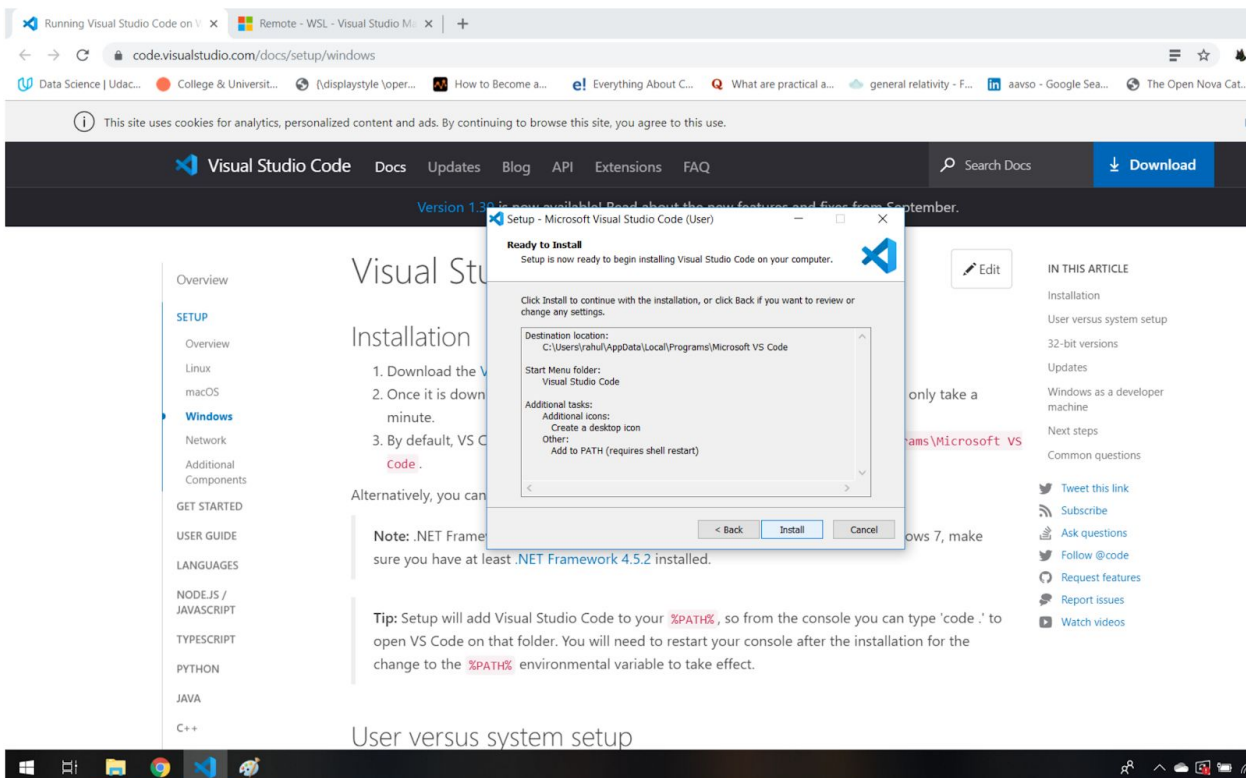 Running Visual Studio Code on W
Remote - WSL - Visual Studio Ma
code.visualstudio.com/docs/setup/windows
Data Science | Udac...
College & Universit...
{\displaystyle \oper...
How to Become a...
Everything About C...
What are practical a...
general relativity - F...
aavso - Google Sea...
The Open Nova Cat...
This site uses cookies for analytics, personalized content and ads. By continuing to browse this site, you agree to this use.
Visual Studio Code
Docs
Updates
Blog
API
Extensions
FAQ
Search Docs
Download
Version 1.39 is now available! Read about the new features and fixes from September.
Overview
SETUP
Overview
Linux
macOS
Windows
Network
Additional
Components
GET STARTED
USER GUIDE
LANGUAGES
NODE.JS /
JAVASCRIPT
TYPESCRIPT
PYTHON
JAVA
C++
Visual Stu
Edit
Installation
1. Download the V
2. Once it is down
only take a
minute.
3. By default, VS C
rams\Microsoft VS
Code.
Alternatively, you can
Note: .NET Frame
ows 7, make
sure you have at least .NET Framework 4.5.2 installed.
Tip: Setup will add Visual Studio Code to your %PATH%, so from the console you can type 'code .' to
open VS Code on that folder. You will need to restart your console after the installation for the
change to the %PATH% environmental variable to take effect.
User versus system setup
Setup - Microsoft Visual Studio Code (User)
Ready to Install
Setup is now ready to begin installing Visual Studio Code on your computer.
Click Install to continue with the installation, or click Back if you want to review or
change any settings.
Destination location:
C:\Users\rahul\AppData\Local\Programs\Microsoft VS Code
Start Menu folder:
Visual Studio Code
Additional tasks:
Additional icons:
Create a desktop icon
Other:
Add to PATH (requires shell restart)
< Back
Install
Cancel
IN THIS ARTICLE
Installation
User versus system setup
32-bit versions
Updates
Windows as a developer
machine
Next steps
Common questions
Tweet this link
Subscribe
Ask questions
Follow @code
Request features
Report issues
Watch videos